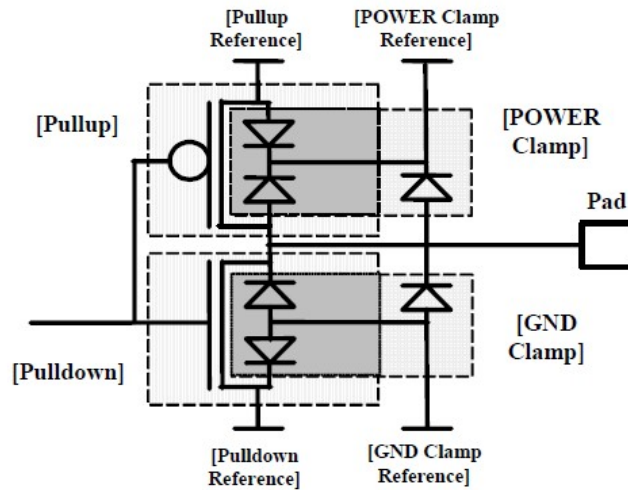 [Pullup
Reference]
[POWER Clamp
Reference]
[Pullup]
[POWER
Clamp]
Pad
[Pulldown]
[GND
Clamp]
[Pulldown
Reference]
[GND Clamp
Reference]